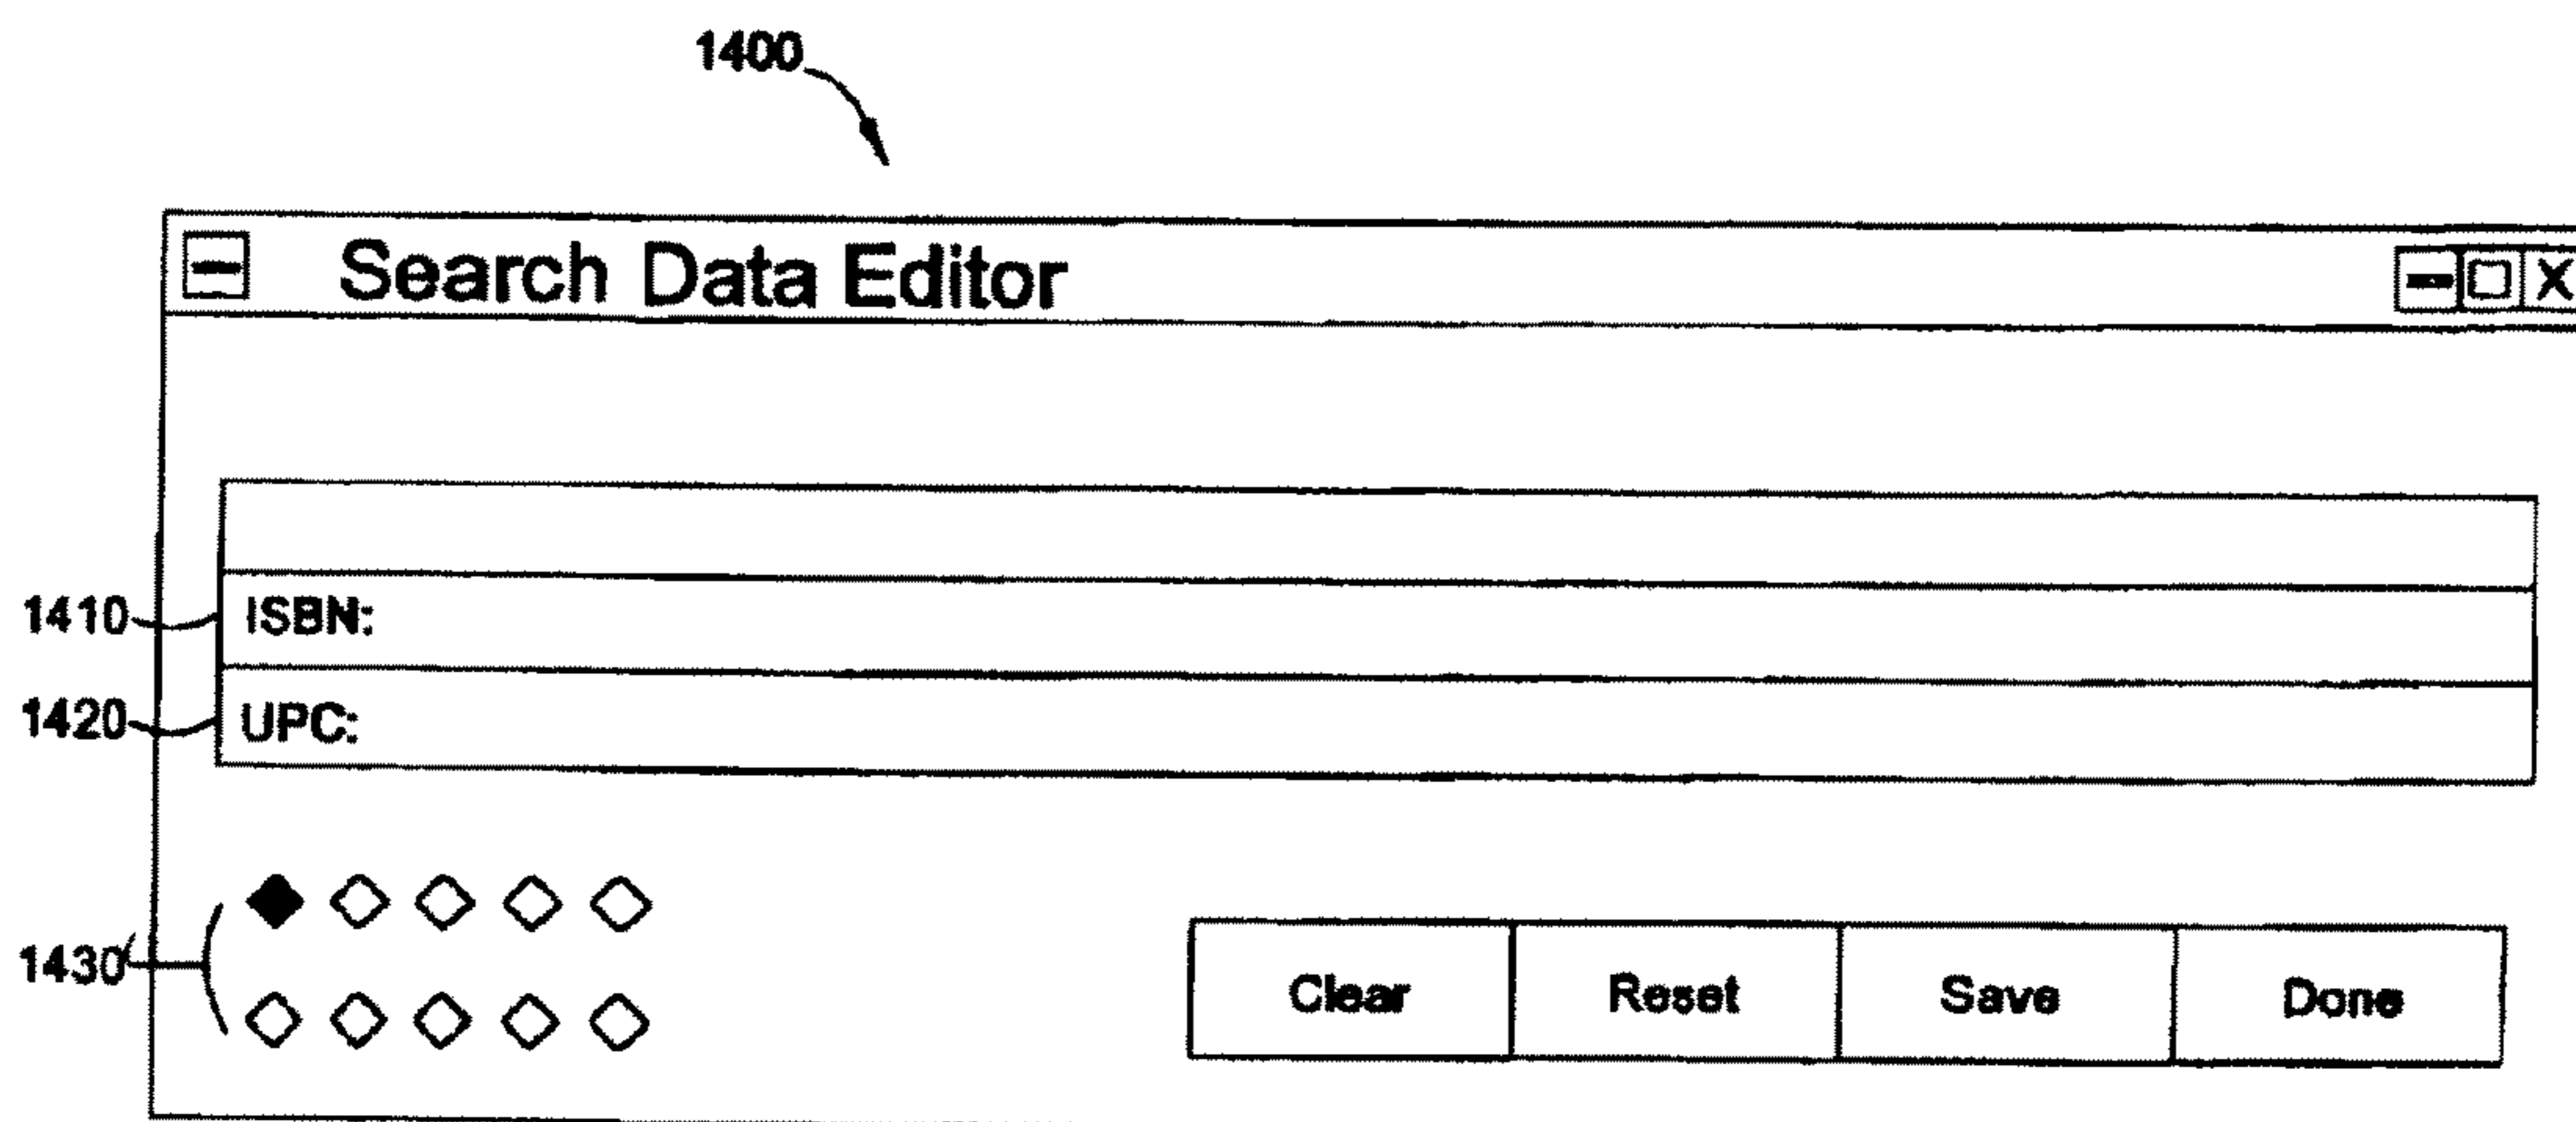 1400
Search Data Editor
1410 ISBN:
1420 UPC:
1430
Clear Reset Save Done